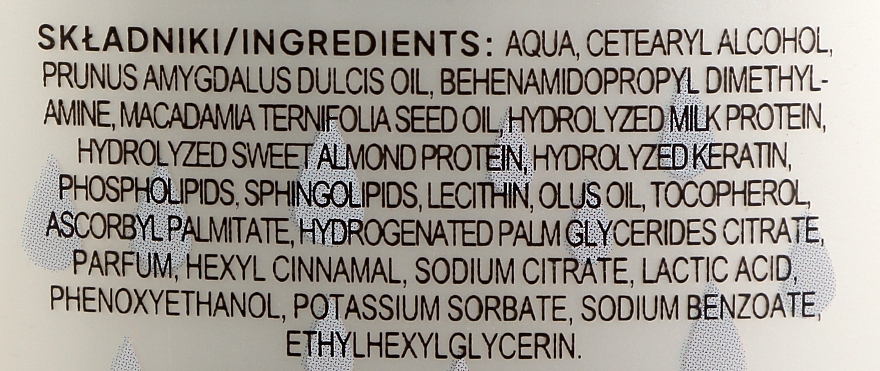 SKŁADNIKI/INGREDIENTS: AQUA, CETEARYL ALCOHOL,
PRUNUS AMYGDALUS DULCIS OIL, BEHENAMIDOPROPYL DIMETHYL-
AMINE, MACADAMIA TERNIFOLIA SEED OIL, HYDROLYZED MILK PROTEIN,
HYDROLYZED SWEET ALMOND PROTEIN, HYDROLYZED KERATIN,
PHOSPHOLIPIDS, SPHINGOLIPIDS, LECITHIN, OLUS OIL, TOCOPHEROL,
ASCORBYL PALMITATE, HYDROGENATED PALM GLYCERIDES CITRATE,
PARFUM, HEXYL CINNAMAL, SODIUM CITRATE, LACTIC ACID,
PHENOXYETHANOL, POTASSIUM SORBATE, SODIUM BENZOATE,
ETHYLHEXYLGLYCERIN.